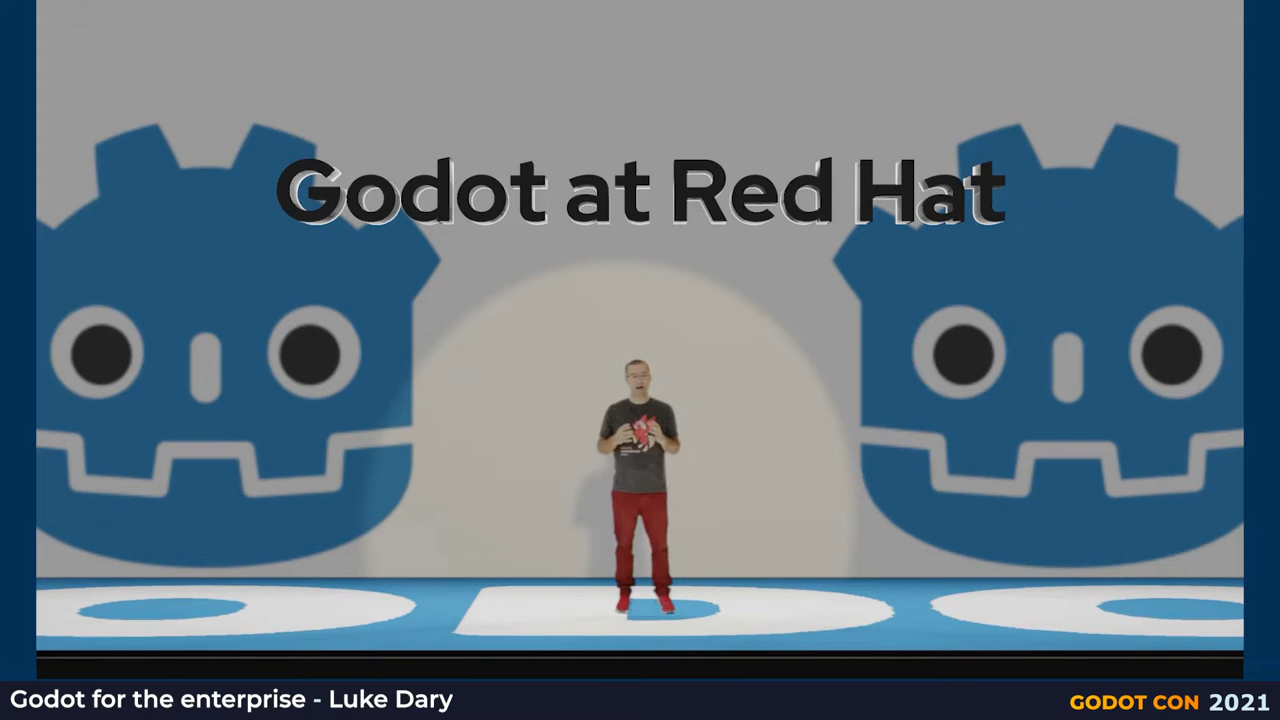 Godot at Red Hat
Godot for the enterprise - Luke Dary
GODOT CON 2021